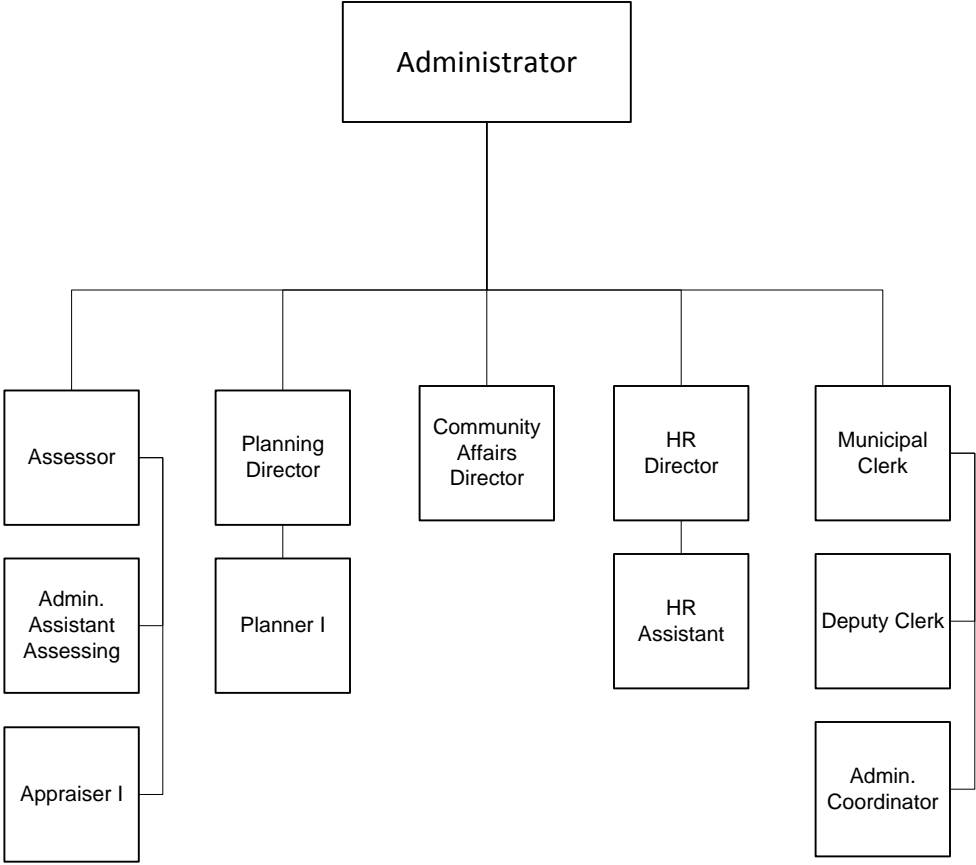 Administrator
Assessor
Planning
Director
Community
Affairs
Director
HR
Director
Municipal
Clerk
Admin.
Assistant
Assessing
Planner I
HR
Assistant
Deputy Clerk
Appraiser I
Admin.
Coordinator